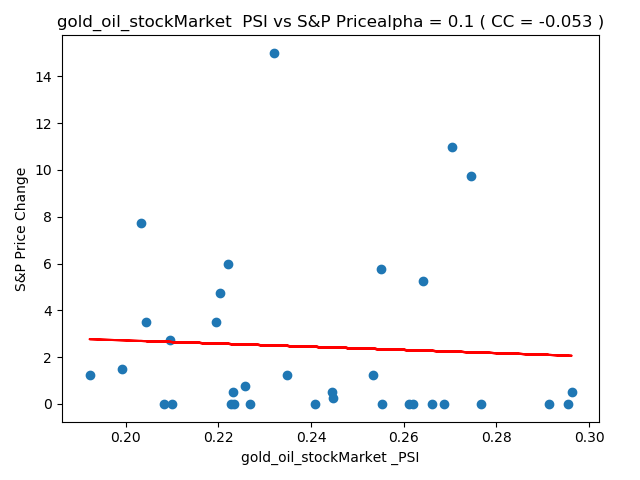 gold_oil_stockMarket  PSI vs S&P Pricealpha = 0.1 ( CC = -0.053 )
14
12
10
8
6
4
2
0
S&P Price Change
0.20 0.22 0.24 0.26 0.28 0.30
gold_oil_stockMarket _PSI